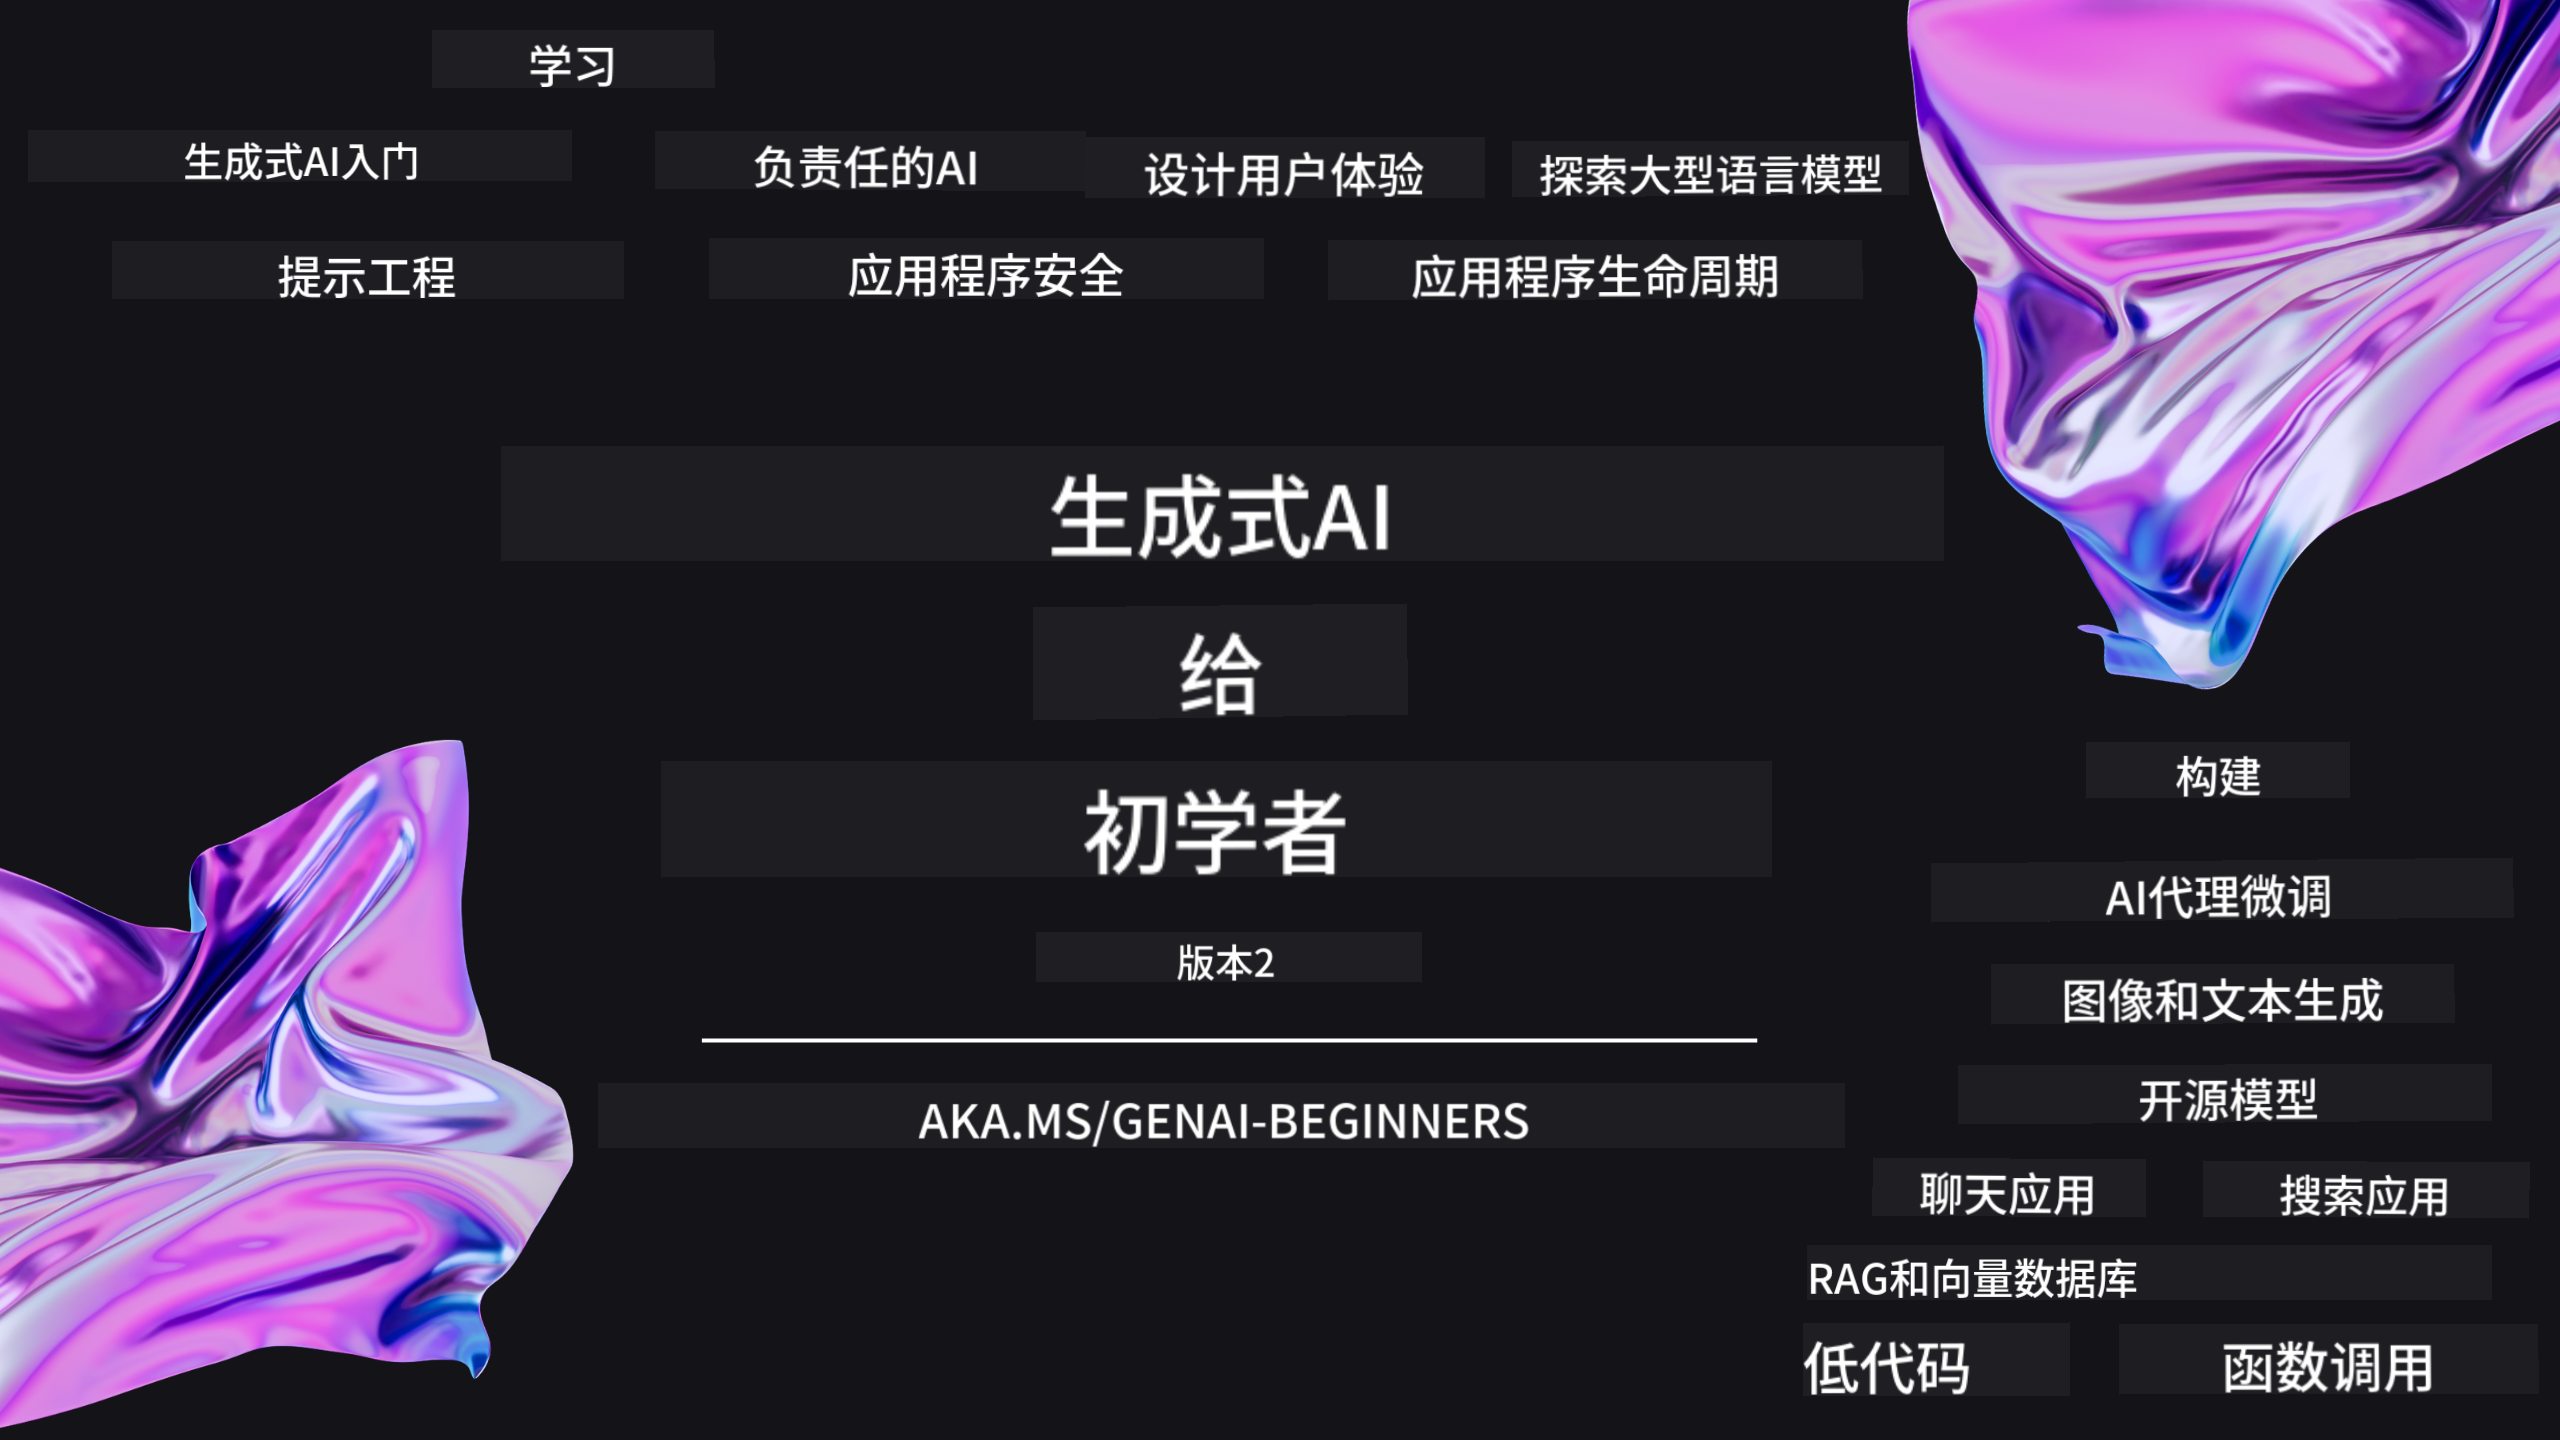 学习
生成式AI入门
负责任的AI
设计用户体验
探索大型语言模型
提示工程
应用程序安全
应用程序生命周期
生成式AI
给
初学者
版本2
AKA.MS/GENAI-BEGINNERS
构建
AI代理微调
图像和文本生成
开源模型
聊天应用
搜索应用
RAG和向量数据库
低代码
函数调用